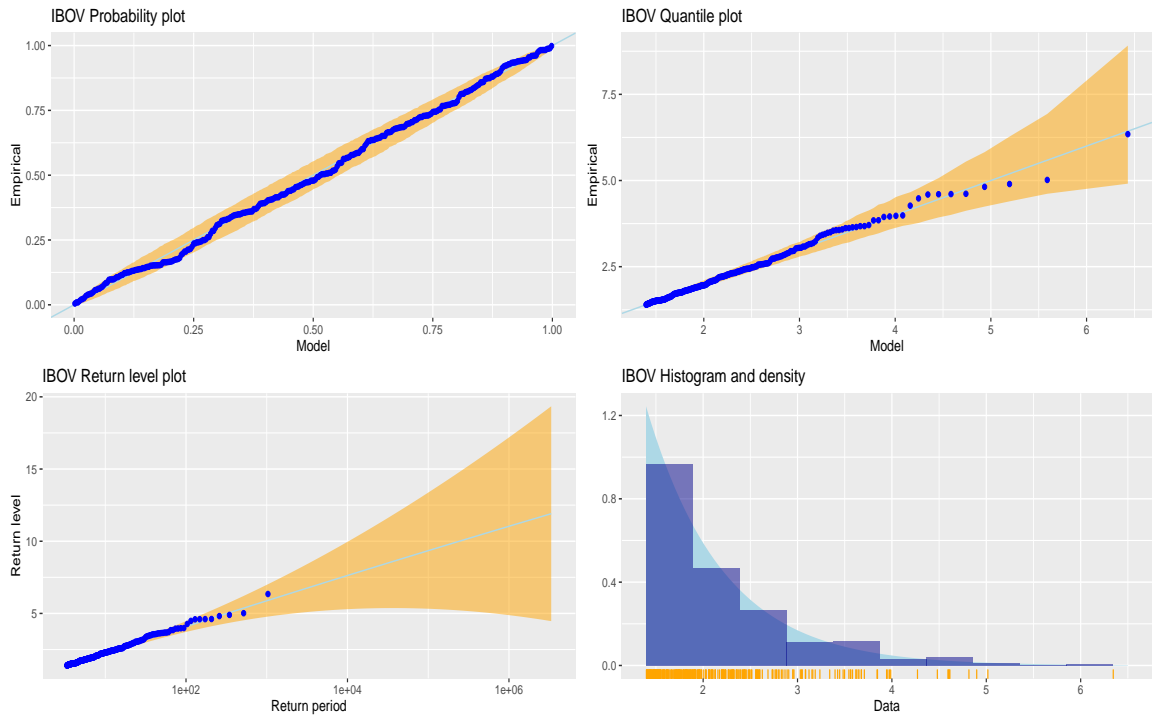 IBOV Probability plot
1.00
0.75
0.50
0.25
0.00
Empirical
0.00 0.25 0.50 0.75 1.00
Model
IBOV Quantile plot
7.5
5.0
2.5
Empirical
2 3 4 5 6
Model
IBOV Return level plot
20
15
10
5
Return level
1e+02 1e+04 1e+06
Return period
IBOV Histogram and density
1.2
0.8
0.4
0.0
2 3 4 5 6
Data